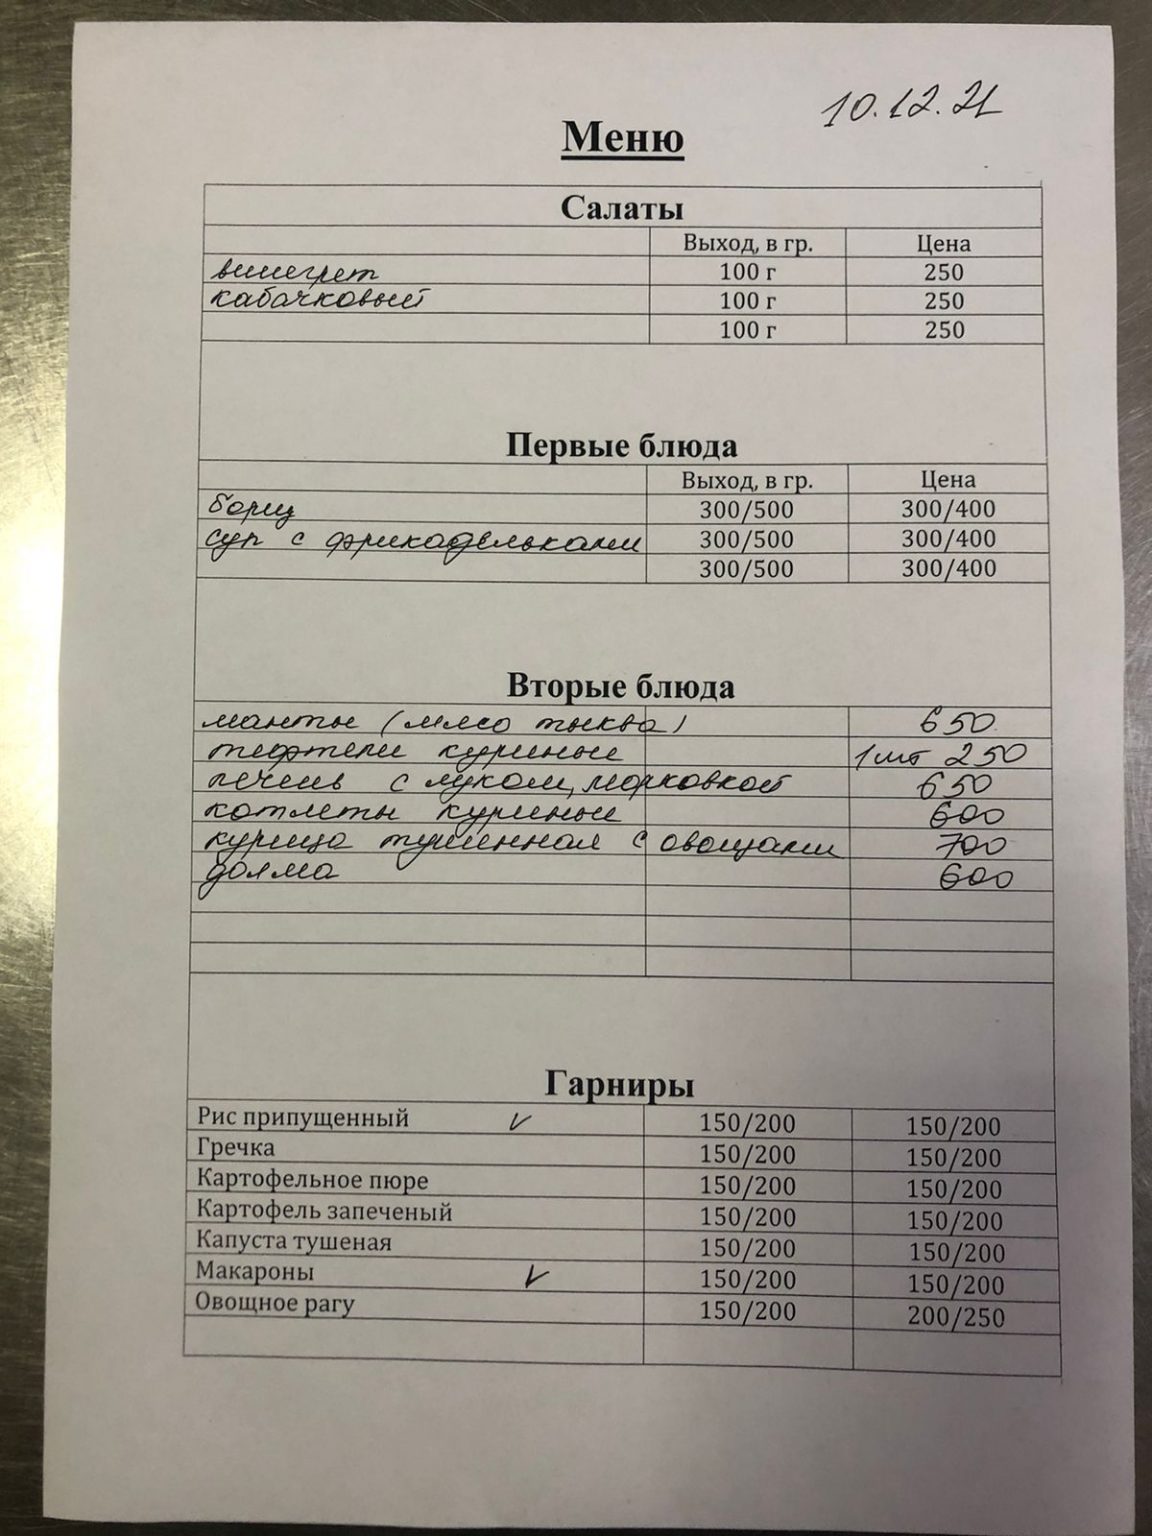 10.12.21
Меню
Салаты
Выход, в гр. Цена
винегрет 100 г 250
кабачковый 100 г 250
100 г 250
Первые блюда
Выход, в гр. Цена
борщ 300/500 300/400
суп с фрикадельками 300/500 300/400
300/500 300/400
Вторые блюда
манты (мясо тыква) 650
тефтели куриные 1шт 250
печень с луком, морковкой 650
котлеты куриные 600
курица тушенная с овощами 700
долма 600
Гарниры
Рис припущенный ✓ 150/200 150/200
Гречка 150/200 150/200
Картофельное пюре 150/200 150/200
Картофель запеченый 150/200 150/200
Капуста тушеная 150/200 150/200
Макароны ✓ 150/200 150/200
Овощное рагу 150/200 200/250